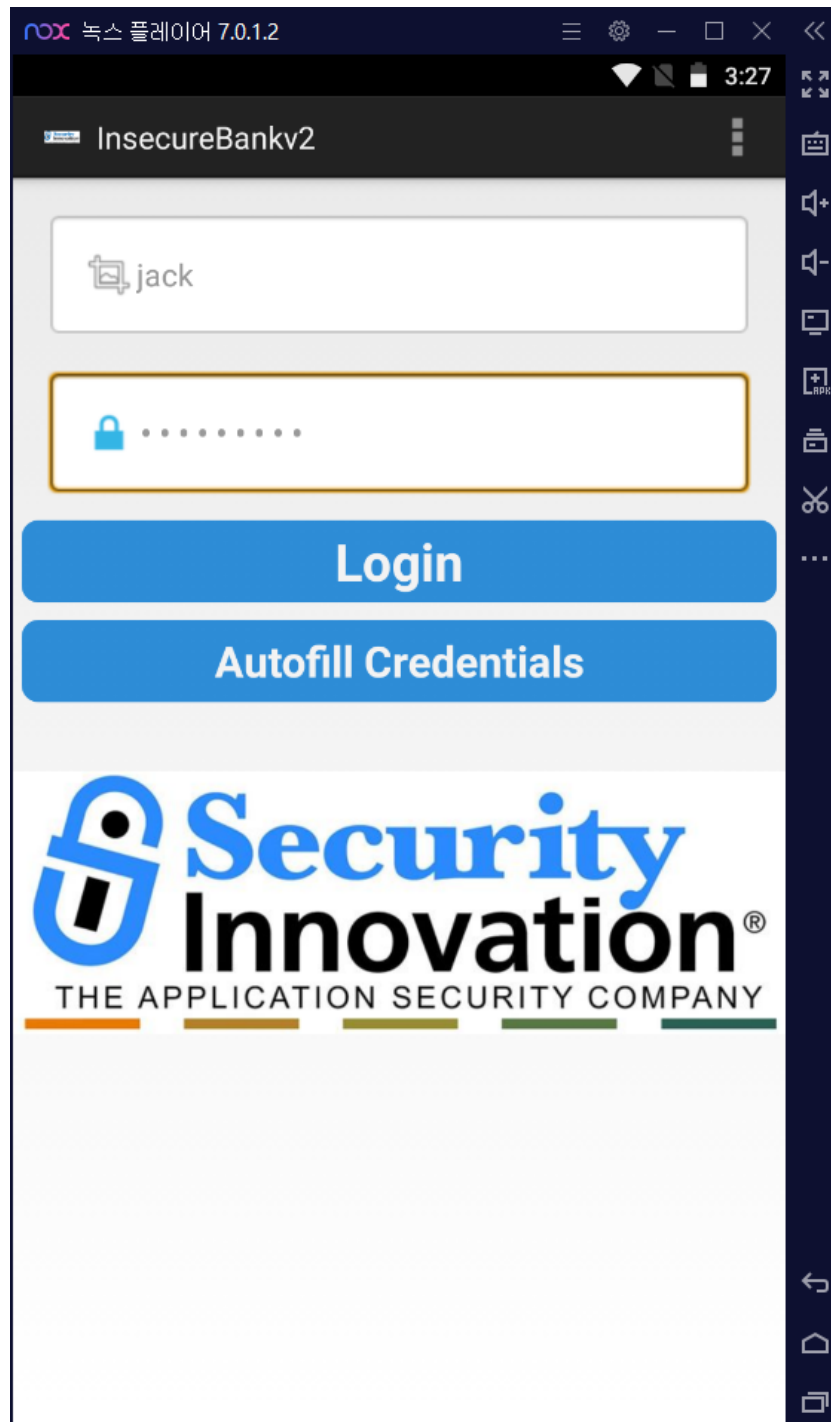 nox 녹스 플레이어 7.0.1.2
3:27
InsecureBankv2
jack
•••••••••
Login
Autofill Credentials
Security
Innovation®
THE APPLICATION SECURITY COMPANY